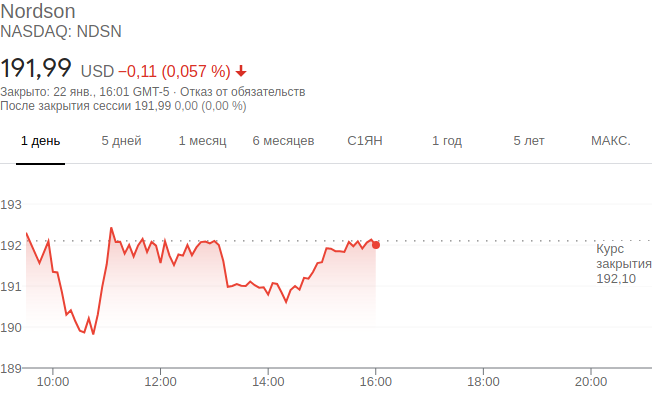 Nordson
NASDAQ: NDSN
191,99 USD −0,11 (0,057 %)
Закрыто: 22 янв., 16:01 GMT-5 · Отказ от обязательств
После закрытия сессии 191,99 0,00 (0,00 %)
1 день 5 дней 1 месяц 6 месяцев С1ЯН 1 год 5 лет МАКС.
193
192
191
190
189
Курс
закрытия
192,10
10:00 12:00 14:00 16:00 18:00 20:00